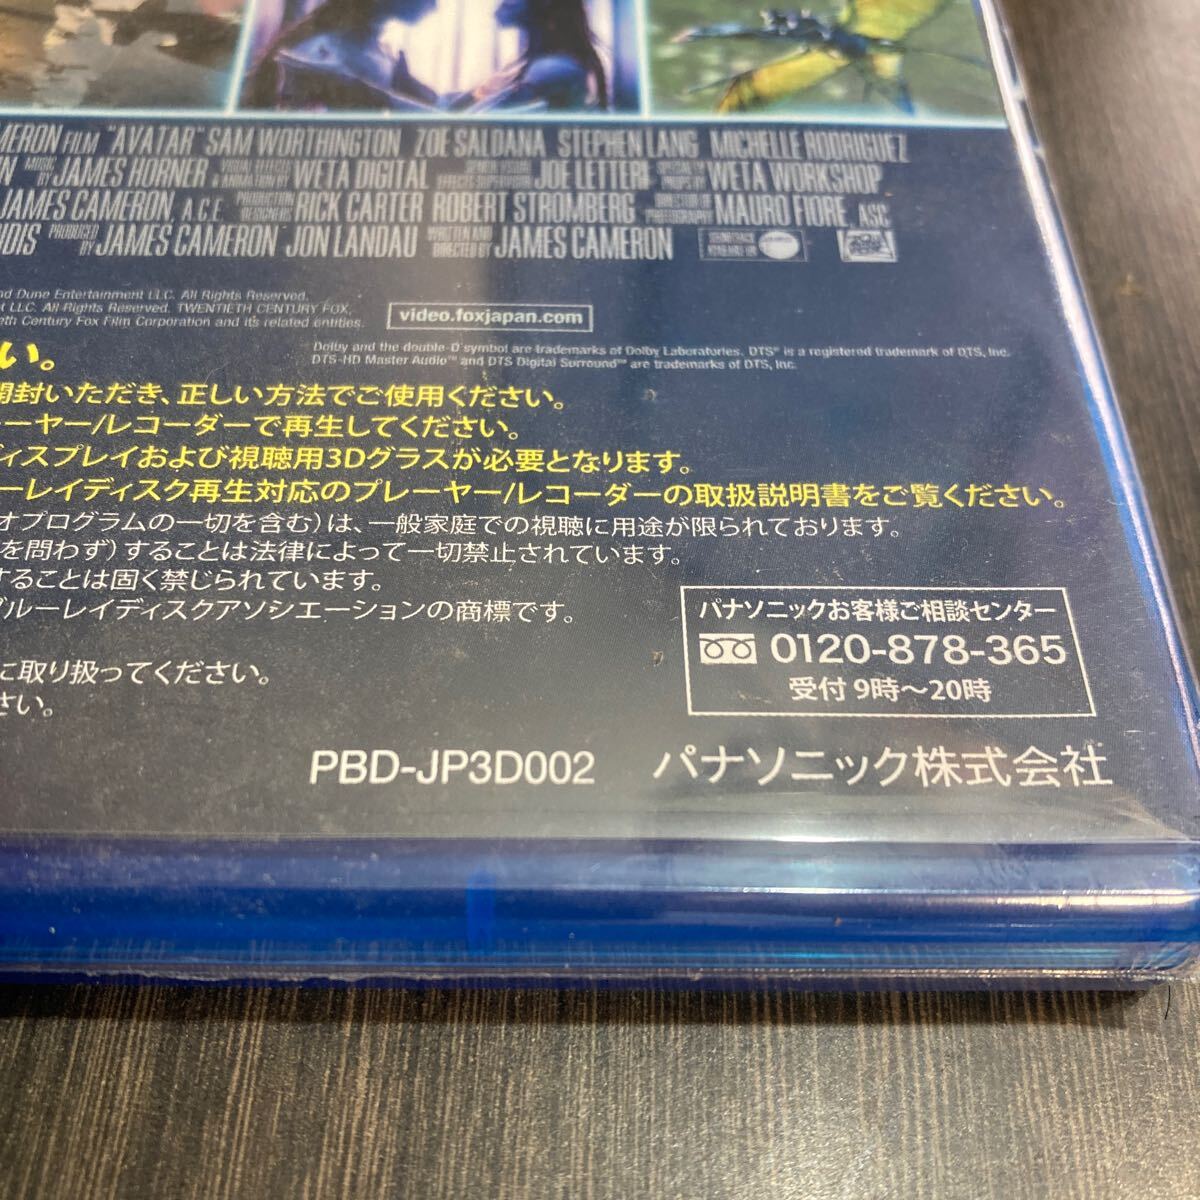 MERON FILM "AVATAR" SAM WORTHINGTON ZOE SALDANA STEPHEN LANG MICHELLE RODRIGUEZ
N MUSIC BY JAMES HORNER VISUAL EFFECTS & ANIMATION BY WETA DIGITAL SENIOR VISUAL EFFECTS SUPERVISOR JOE LETTERI SPECIALTY PROPS BY WETA WORKSHOP
JAMES CAMERON, A.C.E. PRODUCTION DESIGNERS RICK CARTER ROBERT STROMBERG DIRECTOR OF PHOTOGRAPHY MAURO FIORE, ASC
IDIS PRODUCED BY JAMES CAMERON JON LANDAU WRITTEN AND DIRECTED BY JAMES CAMERON
nd Dune Entertainment LLC. All Rights Reserved.
t LLC. All Rights Reserved. TWENTIETH CENTURY FOX,
eth Century Fox Film Corporation and its related entities.
video.foxjapan.com
Dolby and the double-D symbol are trademarks of Dolby Laboratories. DTS® is a registered trademark of DTS, Inc.
DTS-HD Master Audio™ and DTS Digital Surround™ are trademarks of DTS, Inc.
い。
開封いただき、正しい方法でご使用ください。
ーヤー/レコーダーで再生してください。
ディスプレイおよび視聴用3Dグラスが必要となります。
ーレイディスク再生対応のプレーヤー/レコーダーの取扱説明書をご覧ください。
オプログラムの一切を含む)は、一般家庭での視聴に用途が限られております。
を問わず)することは法律によって一切禁止されています。
することは固く禁じられています。
ブルーレイディスクアソシエーションの商標です。
に取り扱ってください。
さい。
パナソニックお客様ご相談センター
0120-878-365
受付 9時〜20時
PBD-JP3D002 パナソニック株式会社